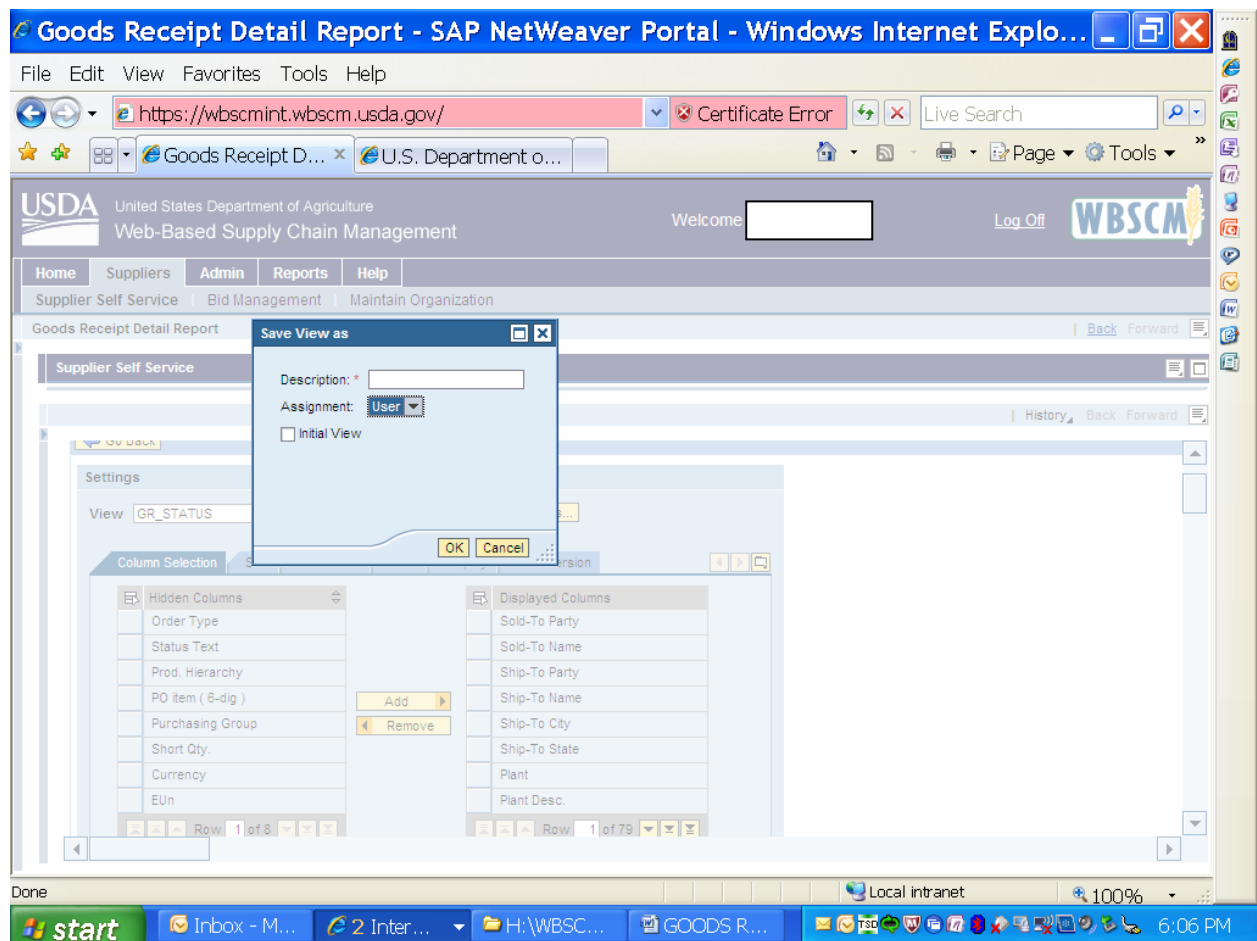 Goods Receipt Detail Report - SAP NetWeaver Portal - Windows Internet Explo...
File Edit View Favorites Tools Help
https://wbscmint.wbscm.usda.gov/ Certificate Error Live Search
Goods Receipt D... U.S. Department o... Page Tools »
USDA United States Department of Agriculture
Web-Based Supply Chain Management
Welcome Log Off WBSCM
Home Suppliers Admin Reports Help
Supplier Self Service Bid Management Maintain Organization
Goods Receipt Detail Report Back Forward
Save View as
Supplier Self Service
Description: *
Assignment: User
Initial View
History Back Forward
Go Back
Settings
View GR_STATUS
OK Cancel
Column Selection
Hidden Columns Displayed Columns
Order Type Sold-To Party
Status Text Sold-To Name
Prod. Hierarchy Ship-To Party
PO item ( 6-dig ) Add Ship-To Name
Purchasing Group Remove Ship-To City
Short Qty. Ship-To State
Currency Plant
EUn Plant Desc.
Row 1 of 8 Row 1 of 79
Done Local intranet 100%
start Inbox - M... 2 Inter... H:\WBSC... GOODS R... TSD 6:06 PM